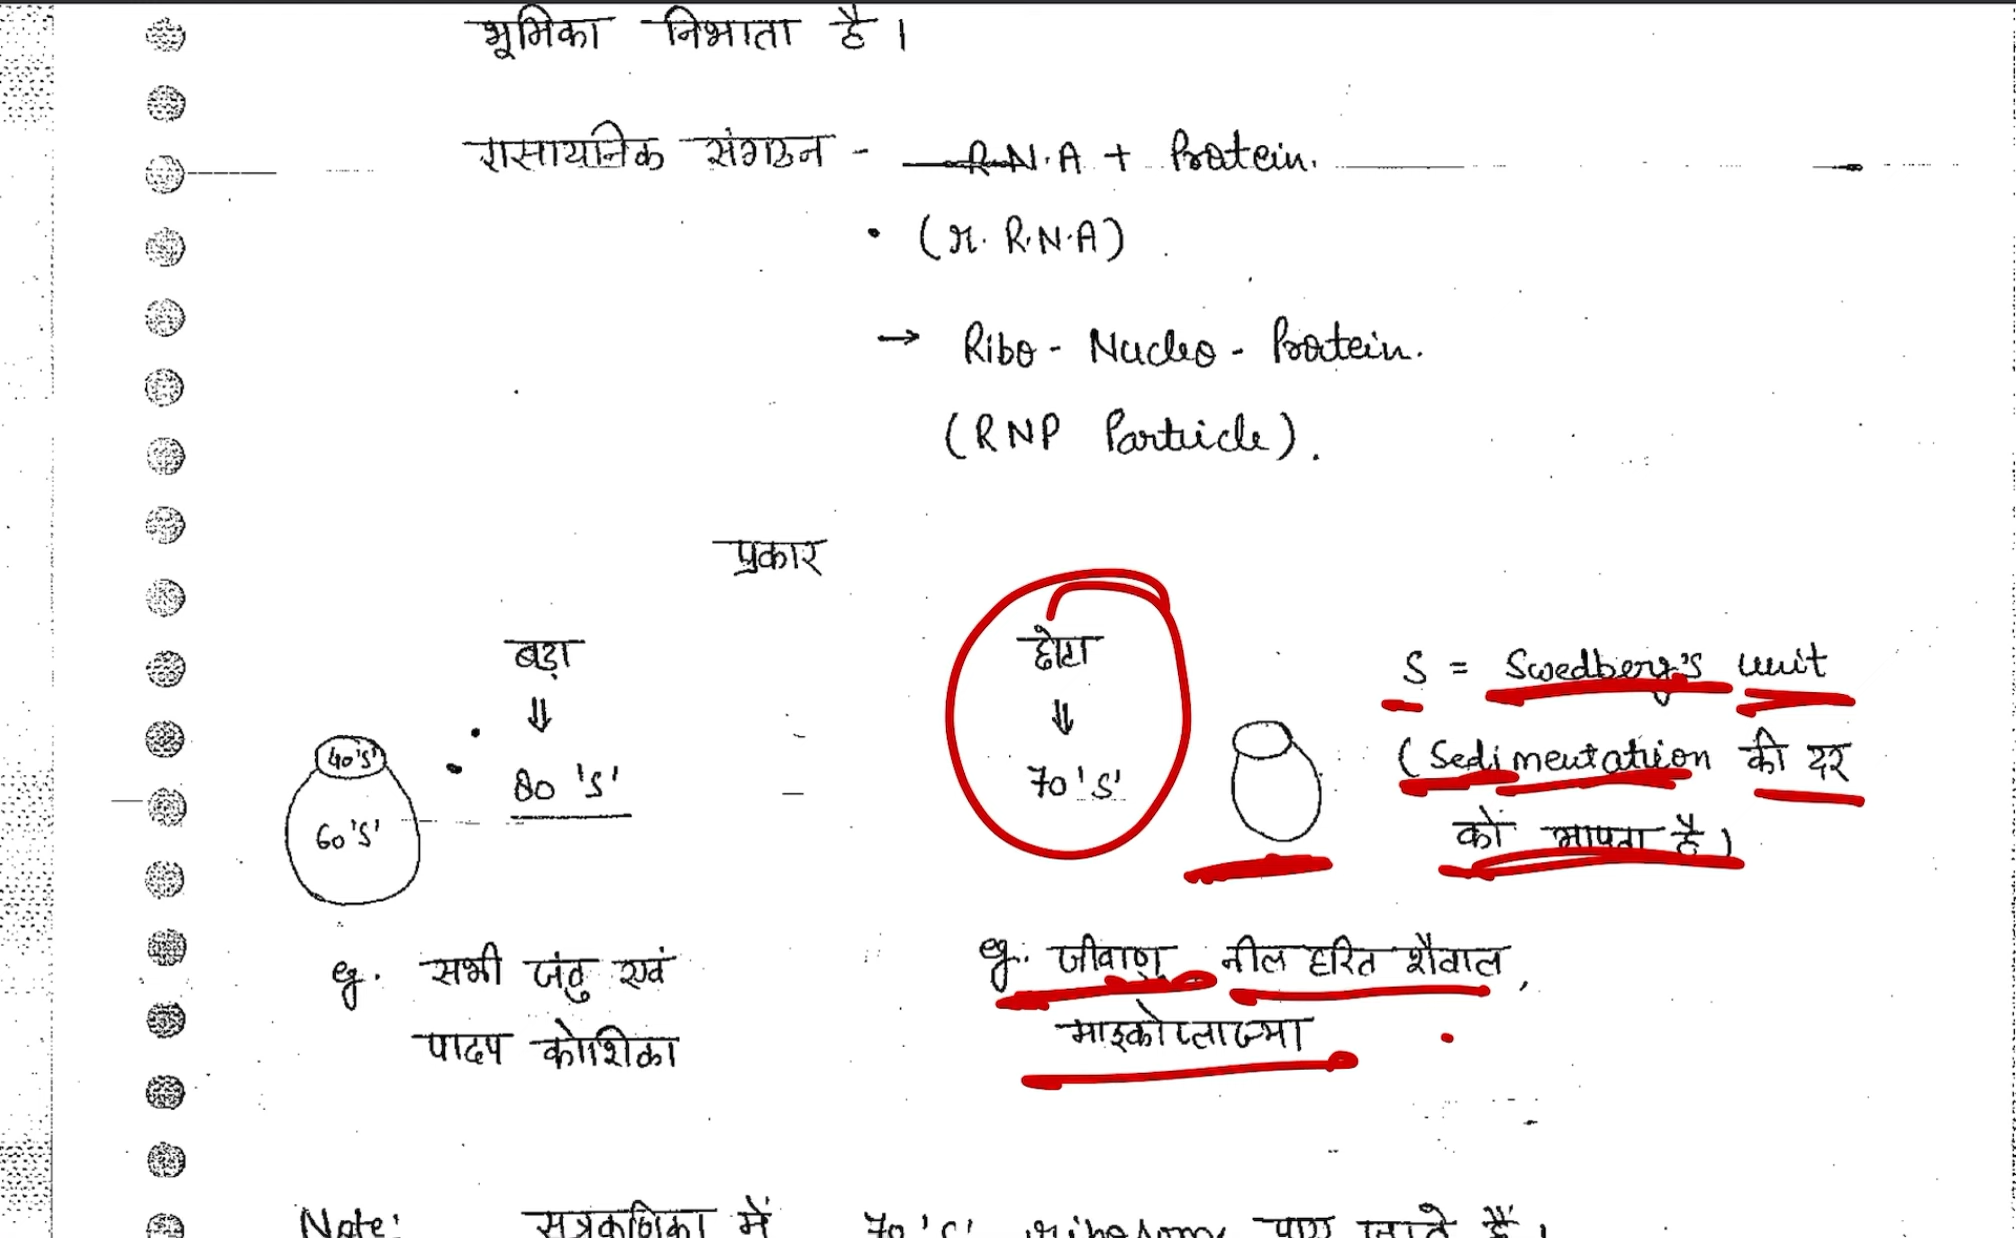 भूमिका निभाता है ।
रासायनिक संगठन - R.N.A + Protein.
(r. R.N.A)
→ Ribo - Nucleo - Protein.
(RNP Particle).
प्रकार
बड़ा
⇓
80 'S'
40'S'
60'S'
eg. सभी जंतु एवं
पादप कोशिका
छोटा
⇓
70 'S'
S = Swedberg's unit
(Sedimentation की दर
को मापता है)
eg. जीवाणु नील हरित शैवाल,
माइकोप्लाज्मा
Note: सूत्रकणिका में 70 'S' ribosome पाए जाते हैं ।